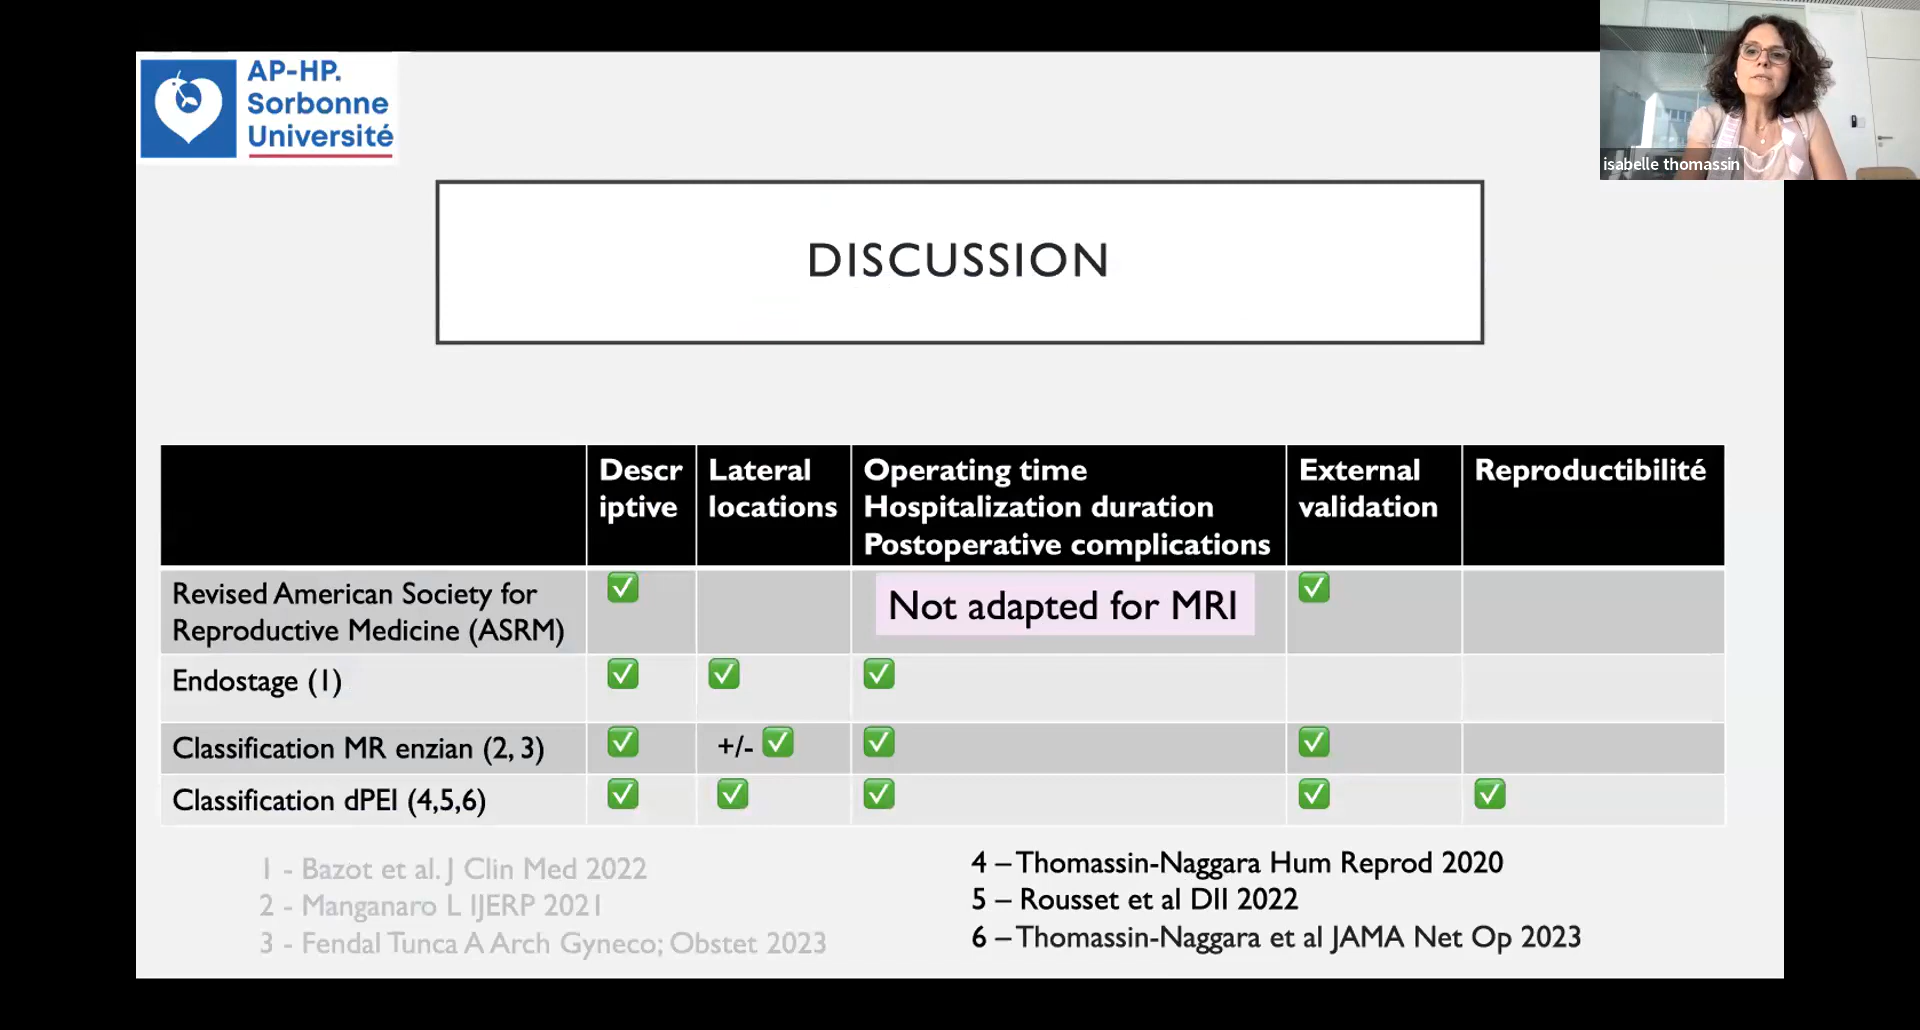 AP-HP.
Sorbonne
Université
isabelle thomassin
DISCUSSION
Descr
iptive
Lateral
locations
Operating time
Hospitalization duration
Postoperative complications
External
validation
Reproductibilité
Revised American Society for
Reproductive Medicine (ASRM)
Not adapted for MRI
Endostage (1)
Classification MR enzian (2, 3)
+/-
Classification dPEI (4,5,6)
1 - Bazot et al. J Clin Med 2022
2 - Manganaro L IJERP 2021
3 - Fendal Tunca A Arch Gyneco; Obstet 2023
4 – Thomassin-Naggara Hum Reprod 2020
5 – Rousset et al DII 2022
6 – Thomassin-Naggara et al JAMA Net Op 2023